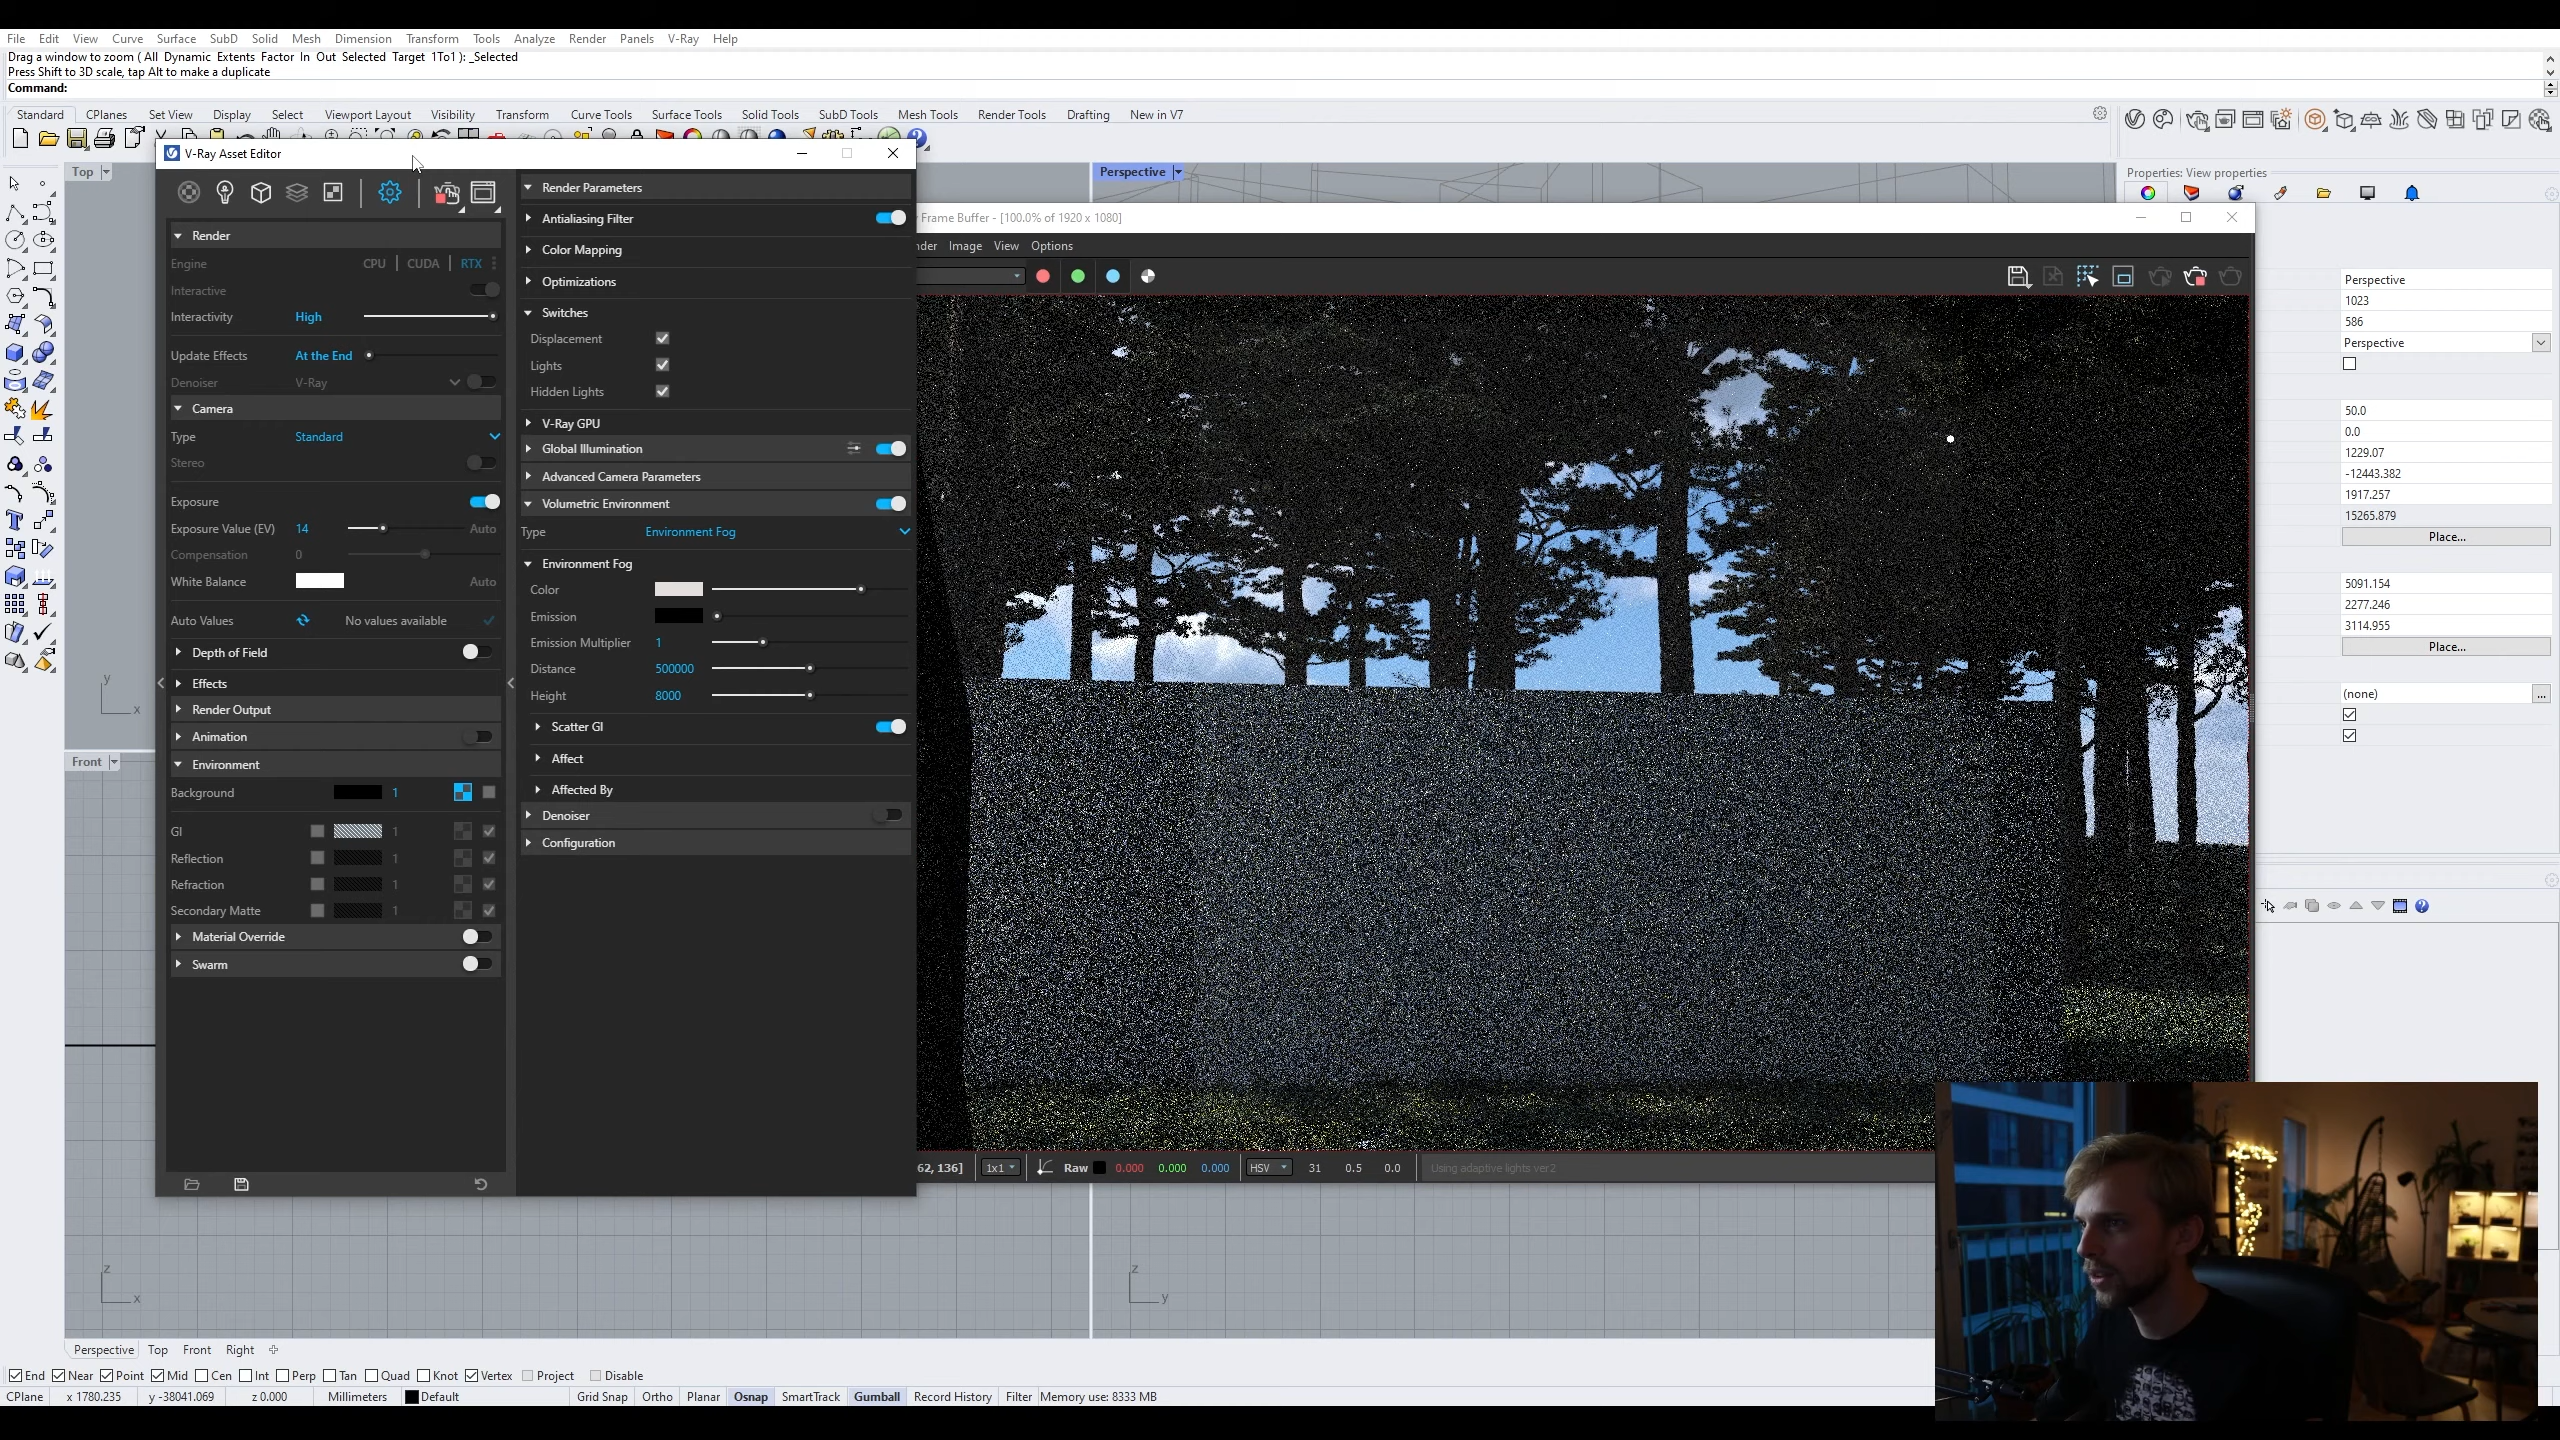 File Edit View Curve Surface SubD Solid Mesh Dimension Transform Tools Analyze Render Panels V-Ray Help
Drag a window to zoom ( All Dynamic Extents Factor In Out Selected Target 1To1 ): _Selected
Press Shift to 3D scale, tap Alt to make a duplicate
Command:
Standard CPlanes Set View Display Select Viewport Layout Visibility Transform Curve Tools Surface Tools Solid Tools SubD Tools Mesh Tools Render Tools Drafting New in V7
V-Ray Asset Editor
Top
Perspective
Properties: View properties
Render Parameters
Frame Buffer - [100.0% of 1920 x 1080]
Antialiasing Filter
Render
Color Mapping
nder Image View Options
Engine CPU CUDA RTX
Optimizations
Perspective
Interactive
1023
Interactivity High
Switches
586
Displacement
Perspective
Update Effects At the End
Lights
Denoiser V-Ray
Hidden Lights
Camera
50.0
Type Standard
V-Ray GPU
0.0
Global Illumination
1229.07
Stereo
Advanced Camera Parameters
-12443.382
Exposure
Volumetric Environment
1917.257
Exposure Value (EV) 14 Auto
Type Environment Fog
15265.879
Compensation 0
Environment Fog
Place...
White Balance Auto
Color
5091.154
Auto Values No values available
Emission
2277.246
Emission Multiplier 1
3114.955
Depth of Field
Distance 500000
Place...
Effects
Height 8000
(none)
Render Output
Scatter GI
Animation
Affect
Environment
Affected By
Front
Background 1
Denoiser
GI 1
Configuration
Reflection 1
Refraction 1
Secondary Matte 1
Material Override
Swarm
62, 136] 1x1 Raw 0.000 0.000 0.000 HSV 31 0.5 0.0 Using adaptive lights ver2
y
x
z
x
z
y
Perspective Top Front Right
End Near Point Mid Cen Int Perp Tan Quad Knot Vertex Project Disable
CPlane x 1780.235 y -38041.069 z 0.000 Millimeters Default Grid Snap Ortho Planar Osnap SmartTrack Gumball Record History Filter Memory use: 8333 MB